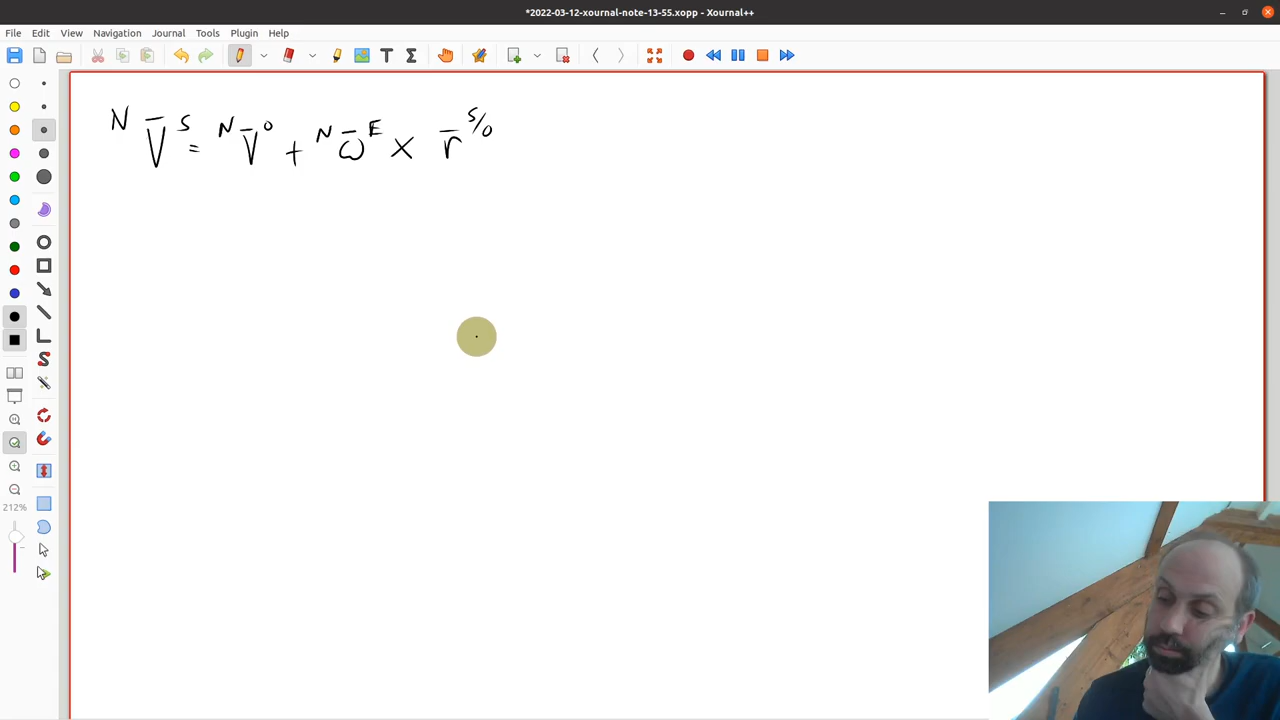 *2022-03-12-xournal-note-13-55.xopp - Xournal++
File Edit View Navigation Journal Tools Plugin Help
N V̄ S = N V̄ O + N ω̄ E × r̄ S/O
212%